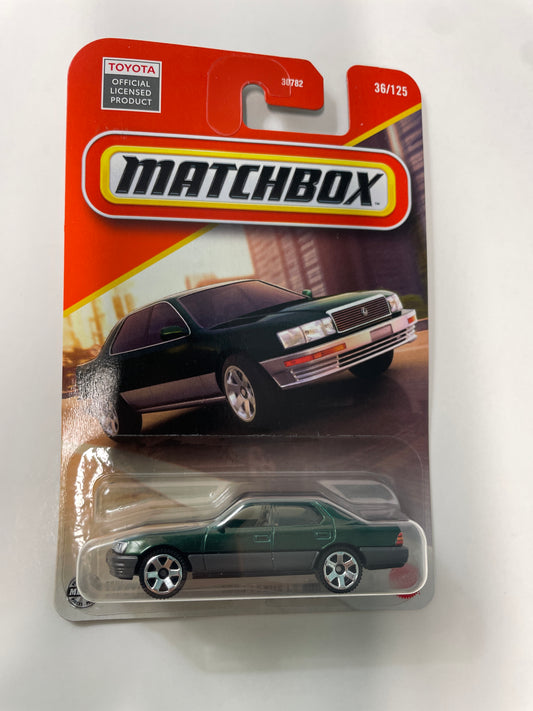 TOYOTA
OFFICIAL
LICENSED
PRODUCT
30782
36/125
MATCHBOX